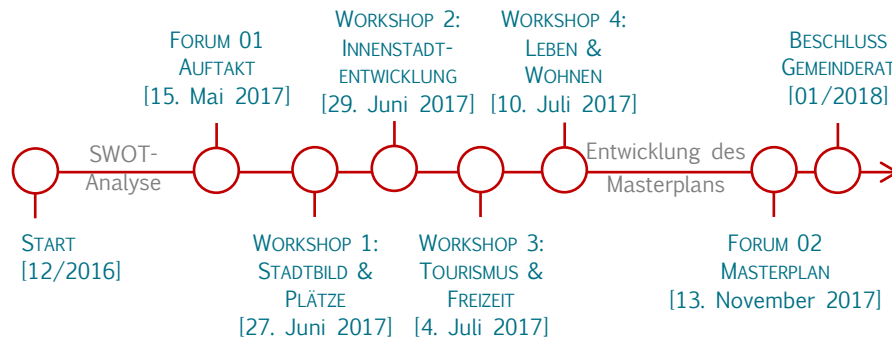 FORUM 01
AUFTAKT
[15. Mai 2017]
WORKSHOP 2:
INNENSTADT-
ENTWICKLUNG
[29. Juni 2017]
WORKSHOP 4:
LEBEN &
WOHNEN
[10. Juli 2017]
BESCHLUSS
GEMEINDERAT
[01/2018]
SWOT-
Analyse
Entwicklung des
Masterplans
START
[12/2016]
WORKSHOP 1:
STADTBILD &
PLÄTZE
[27. Juni 2017]
WORKSHOP 3:
TOURISMUS &
FREIZEIT
[4. Juli 2017]
FORUM 02
MASTERPLAN
[13. November 2017]